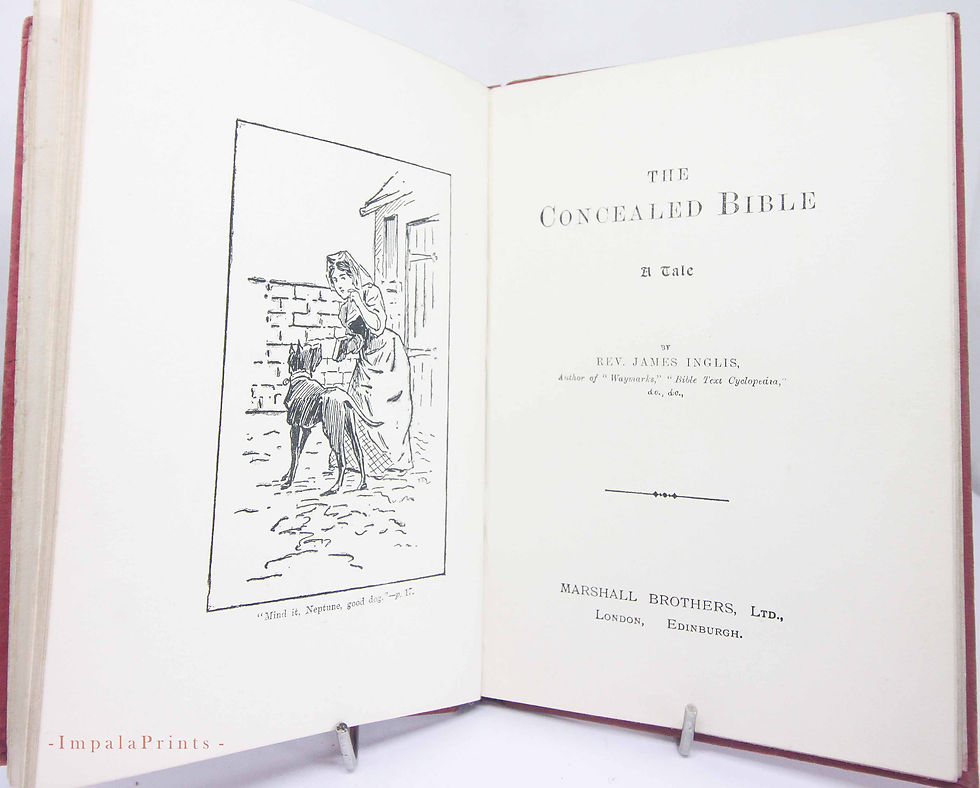 "Mind it, Neptune, good dog."—p. 17.
THE
CONCEALED BIBLE
A Tale
BY
REV. JAMES INGLIS,
Author of "Waymarks," "Bible Text Cyclopedia,"
&c., &c.,
MARSHALL BROTHERS, LTD.,
LONDON, EDINBURGH.
-ImpalaPrints-